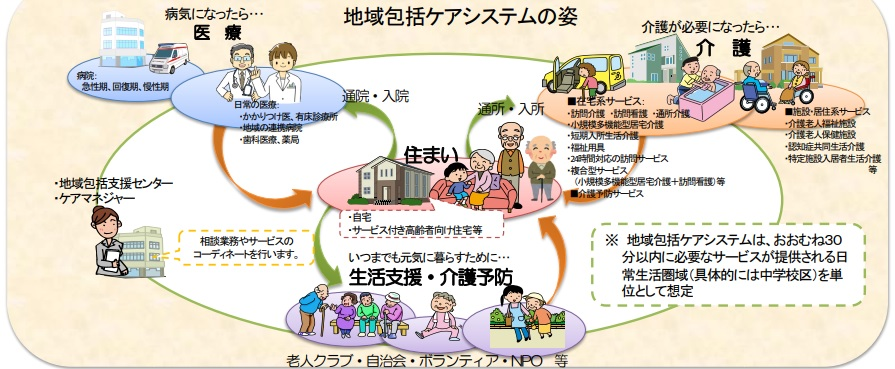 地域包括ケアシステムの姿
病気になったら…
医 療
病院:
急性期、回復期、慢性期
日常の医療:
・かかりつけ医、有床診療所
・地域の連携病院
・歯科医療、薬局
通院・入院
通所・入所
介護が必要になったら…
介 護
■在宅系サービス:
・訪問介護 ・訪問看護 ・通所介護
・小規模多機能型居宅介護
・短期入所生活介護
・福祉用具
・24時間対応の訪問サービス
・複合型サービス
(小規模多機能型居宅介護+訪問看護)等
■介護予防サービス
■施設・居住系サービス
・介護老人福祉施設
・介護老人保健施設
・認知症共同生活介護
・特定施設入居者生活介護
等
住まい
・自宅
・サービス付き高齢者向け住宅等
・地域包括支援センター
・ケアマネジャー
相談業務やサービスの
コーディネートを行います。
いつまでも元気に暮らすために…
生活支援・介護予防
老人クラブ・自治会・ボランティア・NPO 等
※ 地域包括ケアシステムは、おおむね30
分以内に必要なサービスが提供される日
常生活圏域(具体的には中学校区)を単
位として想定